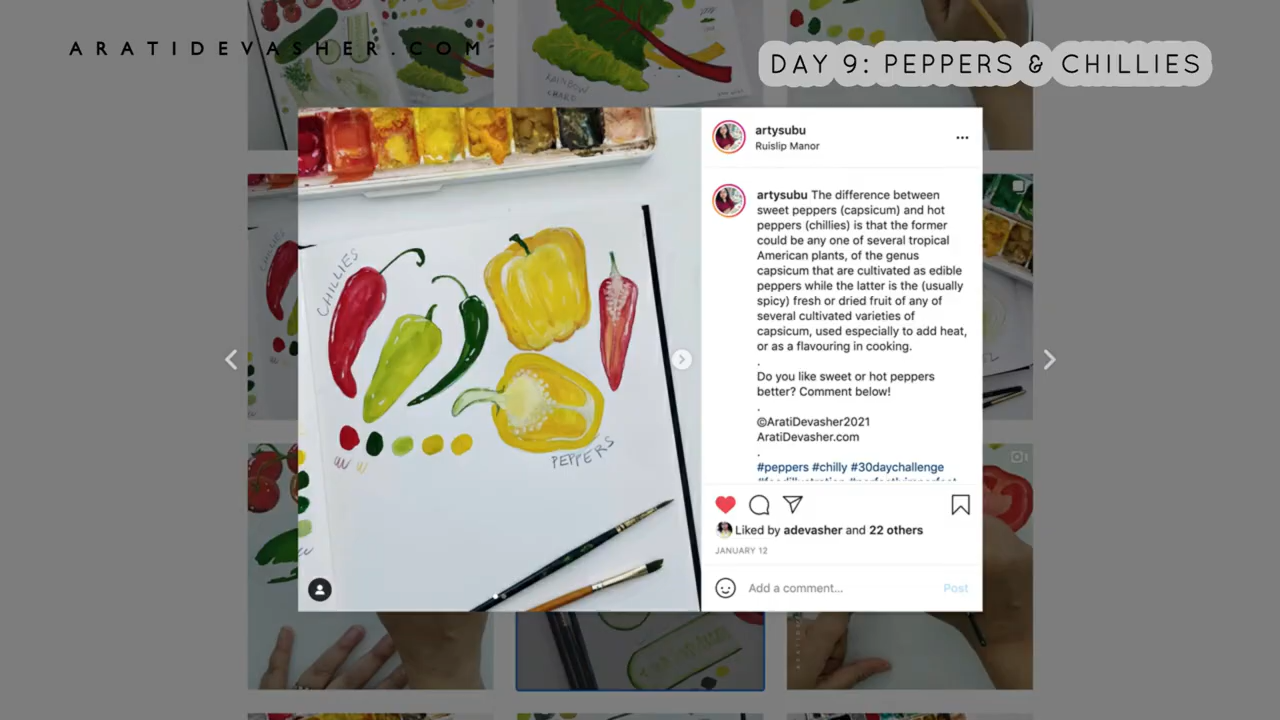 ARATIDEVASHER.COM
DAY 9: PEPPERS & CHILLIES
RAINBOW
CHARD
CHILLIES
CHILLIES
PEPPERS
artysubu
Ruislip Manor
artysubu The difference between
sweet peppers (capsicum) and hot
peppers (chillies) is that the former
could be any one of several tropical
American plants, of the genus
capsicum that are cultivated as edible
peppers while the latter is the (usually
spicy) fresh or dried fruit of any of
several cultivated varieties of
capsicum, used especially to add heat,
or as a flavouring in cooking.
.
Do you like sweet or hot peppers
better? Comment below!
.
©AratiDevasher2021
AratiDevasher.com
.
#peppers #chilly #30daychallenge
#foodillustration #perfectlyimperfect
Liked by adevasher and 22 others
JANUARY 12
Add a comment...
Post